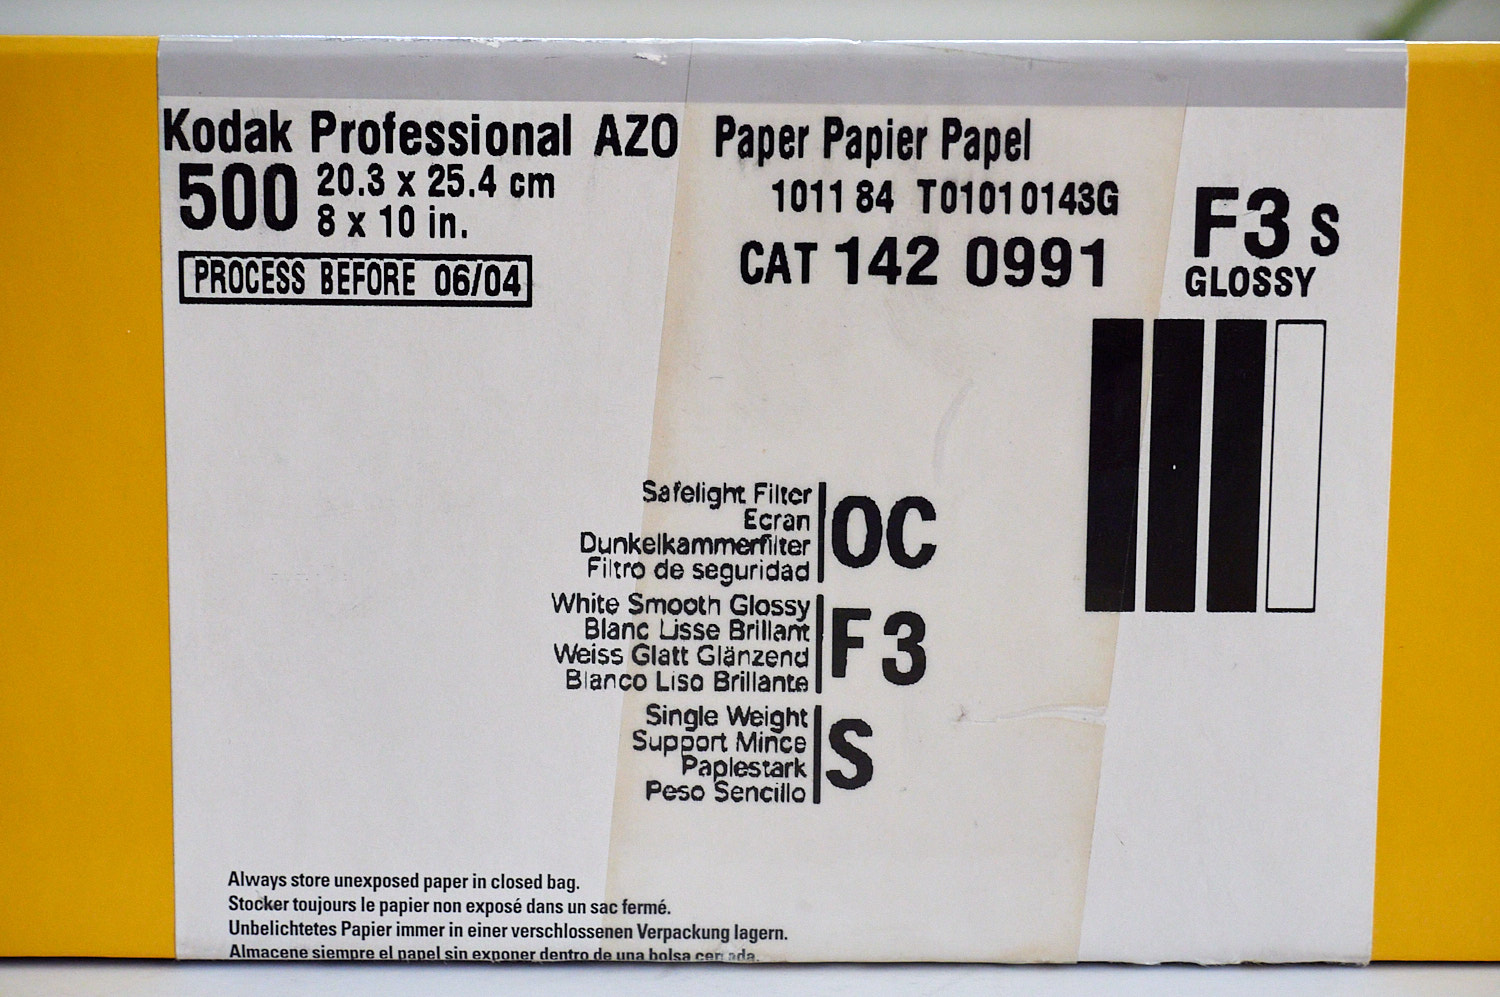 Kodak Professional AZO Paper Papier Papel
500 20.3 x 25.4 cm
8 x 10 in.
PROCESS BEFORE 06/04
1011 84 T01010143G
CAT 142 0991
F3 S
GLOSSY
Safelight Filter
Ecran
Dunkelkammerfilter
Filtro de seguridad
OC
White Smooth Glossy
Blanc Lisse Brillant
Weiss Glatt Glänzend
Blanco Liso Brillante
F3
Single Weight
Support Mince
Papiestark
Peso Sencillo
S
Always store unexposed paper in closed bag.
Stocker toujours le papier non exposé dans un sac fermé.
Unbelichtetes Papier immer in einer verschlossenen Verpackung lagern.
Almacene siempre el papel sin exponer dentro de una bolsa cerrada.